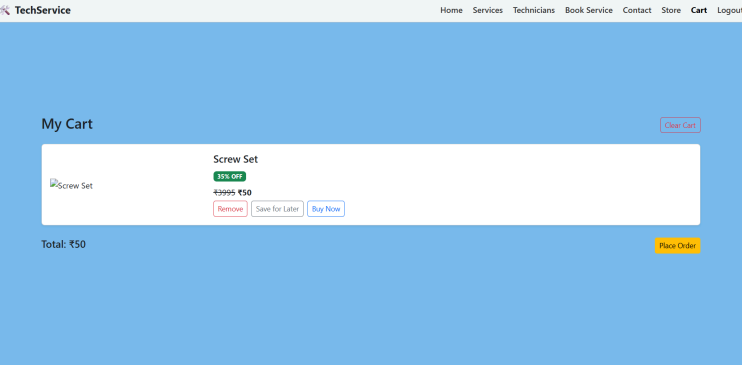 TechService
Home Services Technicians Book Service Contact Store Cart Logout
My Cart
Clear Cart
Screw Set
35% OFF
Screw Set
₹3995 ₹50
Remove Save for Later Buy Now
Total: ₹50
Place Order